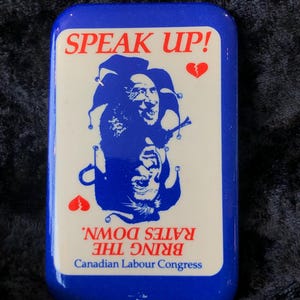 SPEAK UP!
BRING THE
RATES DOWN.
Canadian Labour Congress